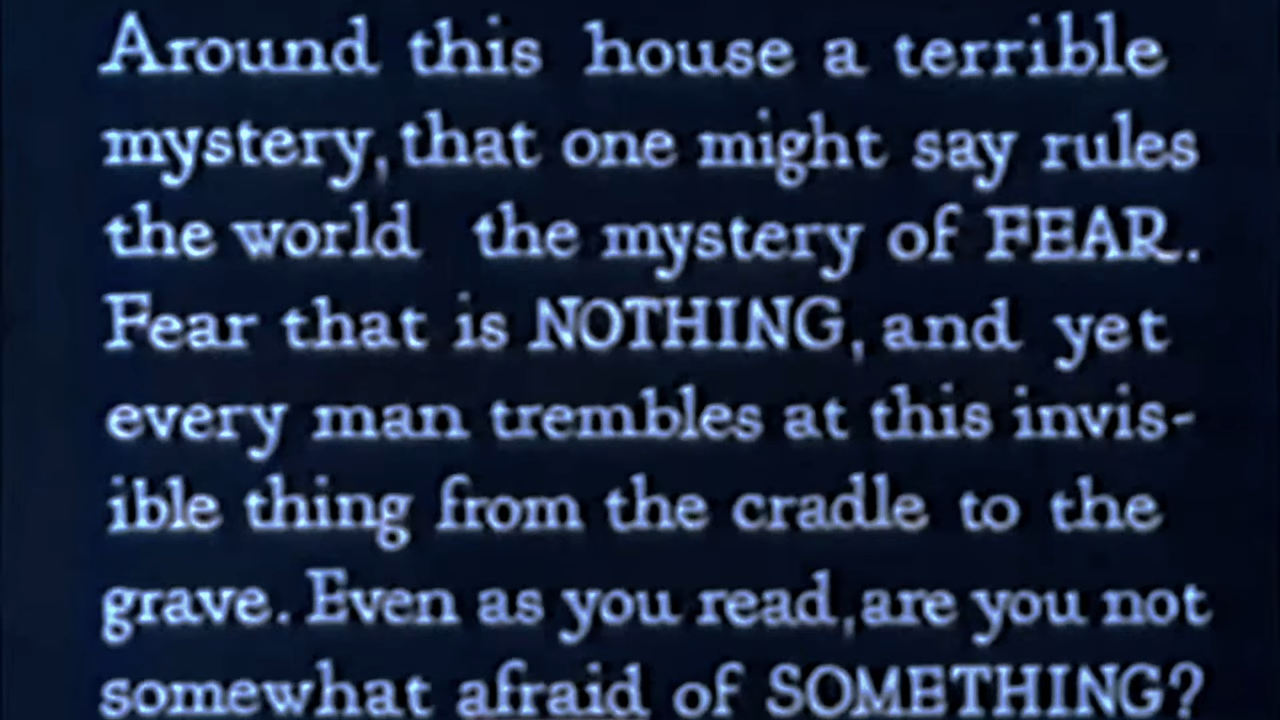 Around this house a terrible
mystery, that one might say rules
the world the mystery of FEAR.
Fear that is NOTHING, and yet
every man trembles at this invis-
ible thing from the cradle to the
grave. Even as you read, are you not
somewhat afraid of SOMETHING?